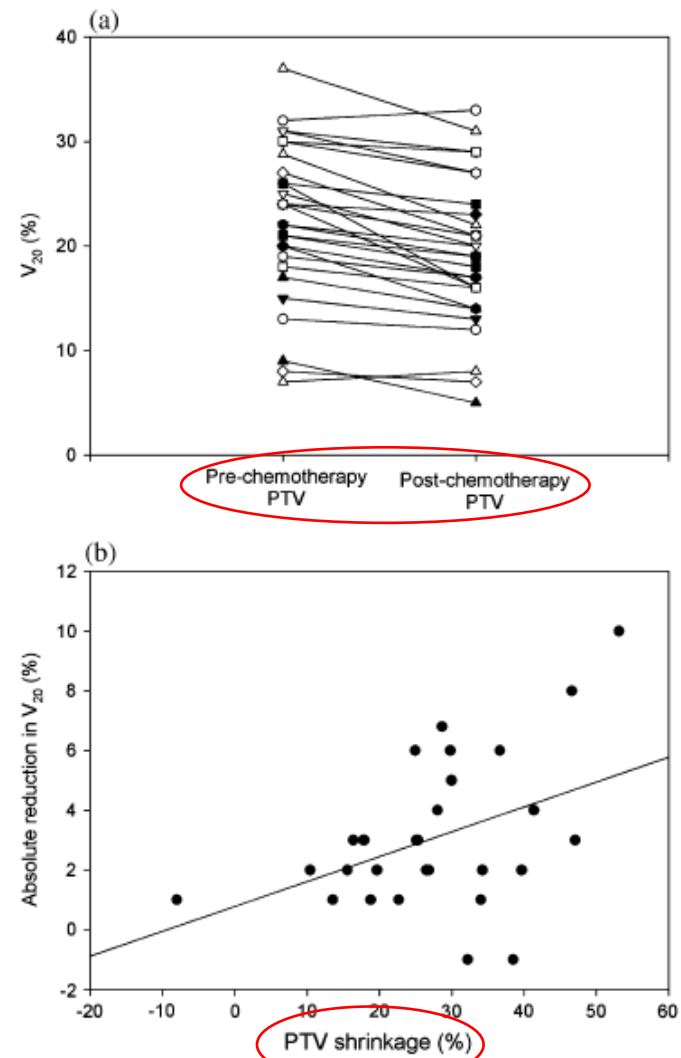 (a)
40
30
20
10
0
V20 (%)
Pre-chemotherapy Post-chemotherapy
PTV PTV
(b)
12
10
8
6
4
2
0
-2
Absolute reduction in V20 (%)
-20 -10 0 10 20 30 40 50 60
PTV shrinkage (%)